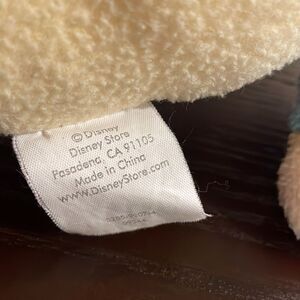 © Disney
Disney Store
Pasadena, CA 91105
Made in China
www.DisneyStore.com